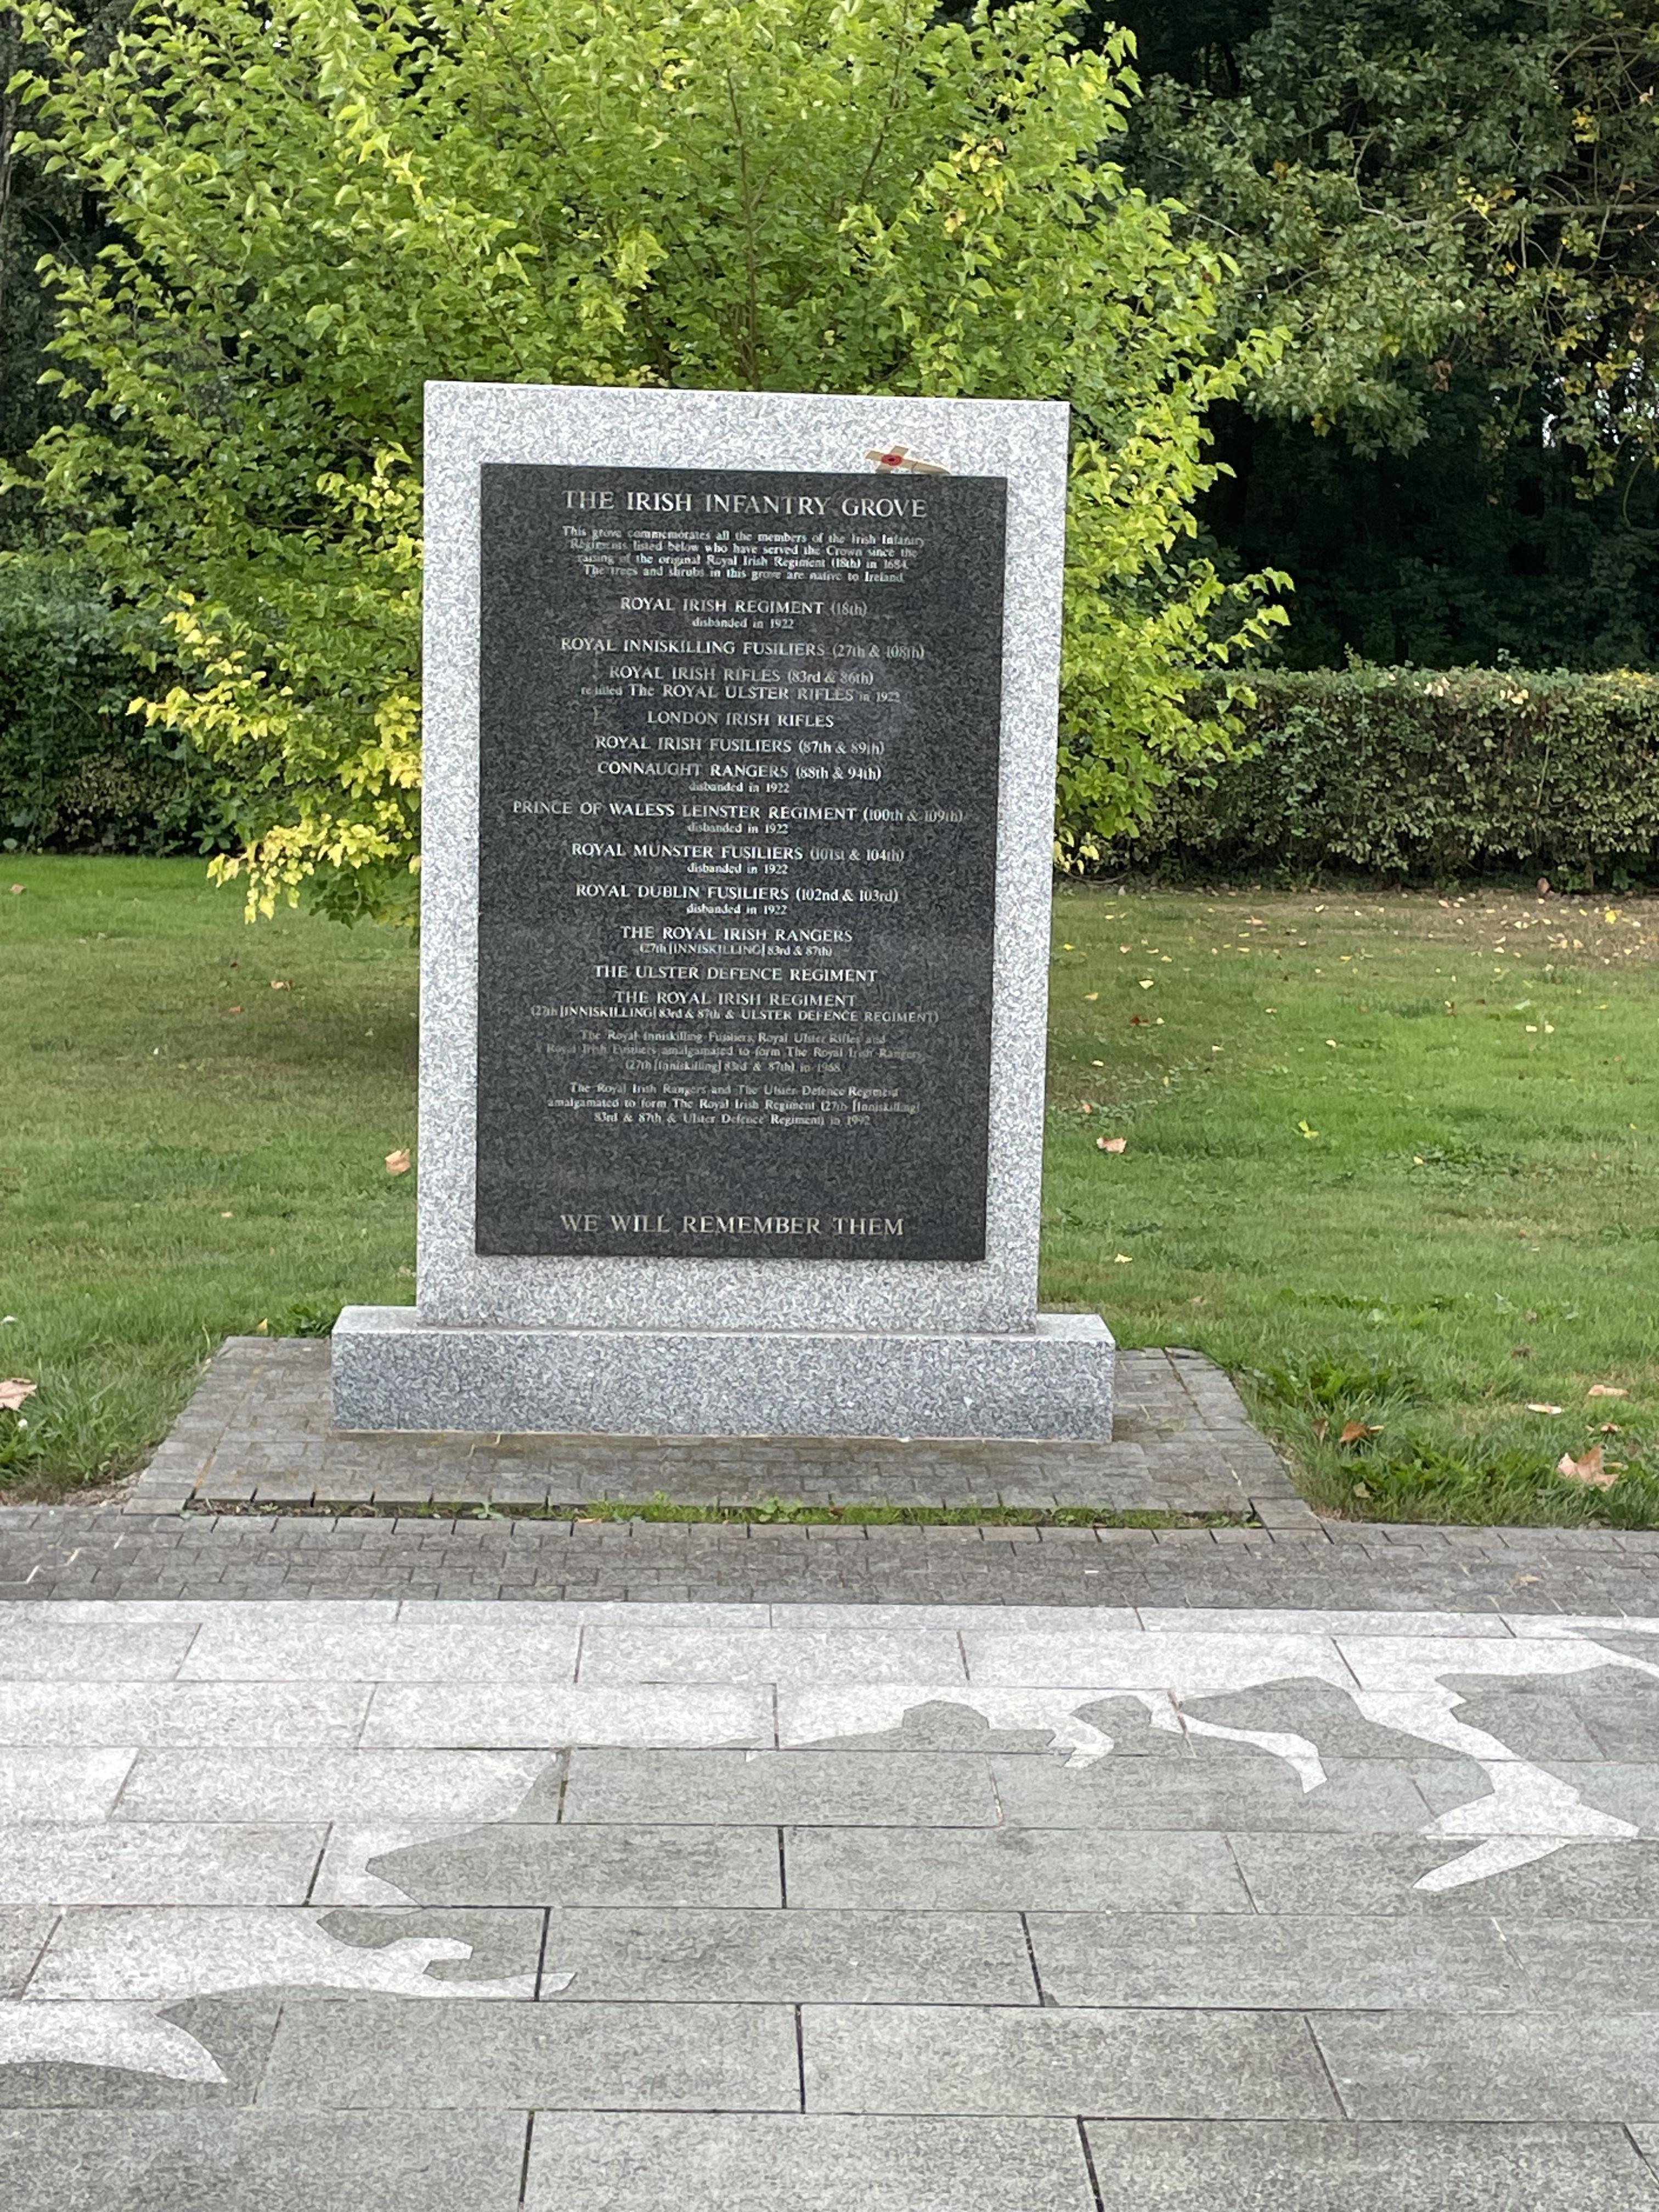 THE IRISH INFANTRY GROVE
This grove commemorates all the members of the Irish Infantry
Regiments listed below who have served the Crown since the
raising of the original Royal Irish Regiment (18th) in 1684.
The trees and shrubs in this grove are native to Ireland.
ROYAL IRISH REGIMENT (18th)
disbanded in 1922
ROYAL INNISKILLING FUSILIERS (27th & 108th)
ROYAL IRISH RIFLES (83rd & 86th)
re-titled The ROYAL ULSTER RIFLES in 1922
LONDON IRISH RIFLES
ROYAL IRISH FUSILIERS (87th & 89th)
CONNAUGHT RANGERS (88th & 94th)
disbanded in 1922
PRINCE OF WALES'S LEINSTER REGIMENT (100th & 109th)
disbanded in 1922
ROYAL MUNSTER FUSILIERS (101st & 104th)
disbanded in 1922
ROYAL DUBLIN FUSILIERS (102nd & 103rd)
disbanded in 1922
THE ROYAL IRISH RANGERS
(27th [INNISKILLING] 83rd & 87th)
THE ULSTER DEFENCE REGIMENT
THE ROYAL IRISH REGIMENT
(27th [INNISKILLING] 83rd & 87th & ULSTER DEFENCE REGIMENT)
The Royal Inniskilling Fusiliers, Royal Ulster Rifles and
Royal Irish Fusiliers amalgamated to form The Royal Irish Rangers
(27th [Inniskilling] 83rd & 87th) in 1968
The Royal Irish Rangers and The Ulster Defence Regiment
amalgamated to form The Royal Irish Regiment (27th [Inniskilling]
83rd & 87th & Ulster Defence Regiment) in 1992
WE WILL REMEMBER THEM